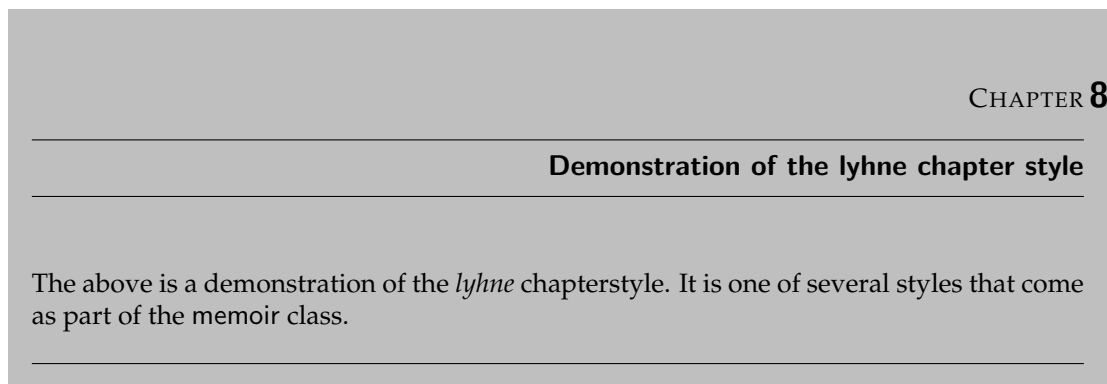 CHAPTER 8
Demonstration of the lyhne chapter style
The above is a demonstration of the lyhne chapterstyle. It is one of several styles that come
as part of the memoir class.